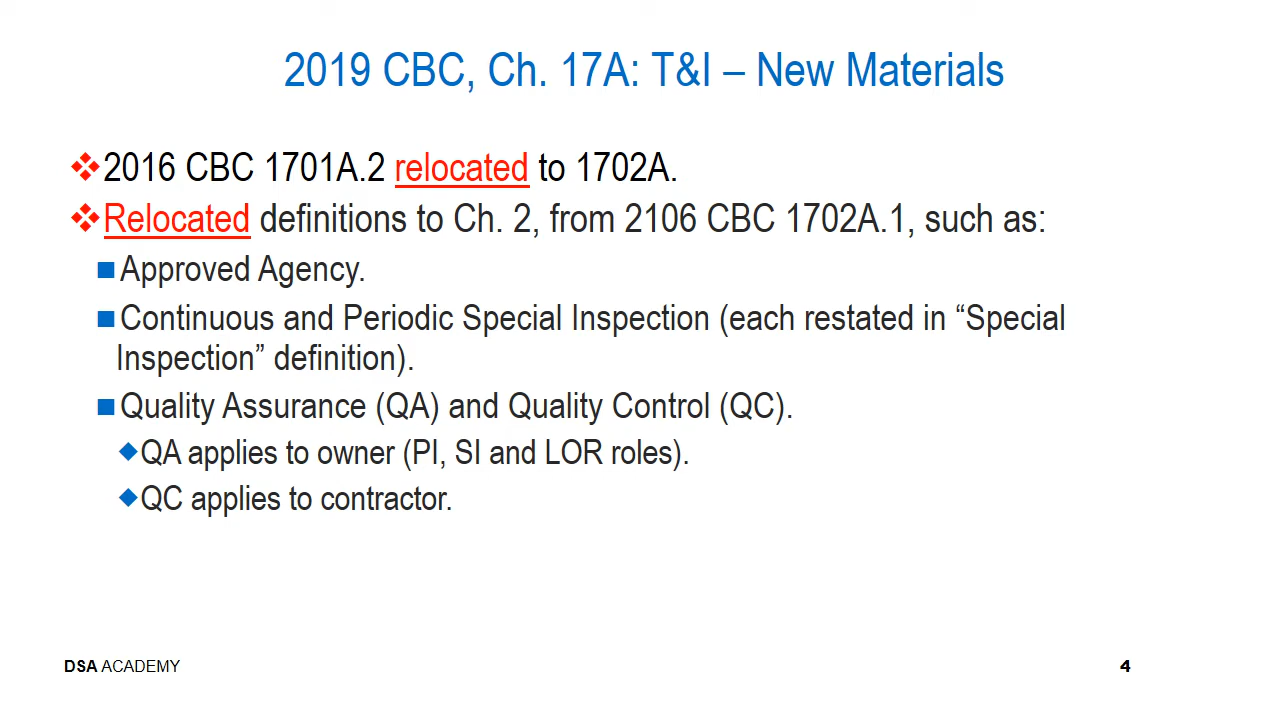 2019 CBC, Ch. 17A: T&I – New Materials
2016 CBC 1701A.2 relocated to 1702A.
Relocated definitions to Ch. 2, from 2106 CBC 1702A.1, such as:
Approved Agency.
Continuous and Periodic Special Inspection (each restated in “Special
Inspection” definition).
Quality Assurance (QA) and Quality Control (QC).
QA applies to owner (PI, SI and LOR roles).
QC applies to contractor.
DSA ACADEMY
4